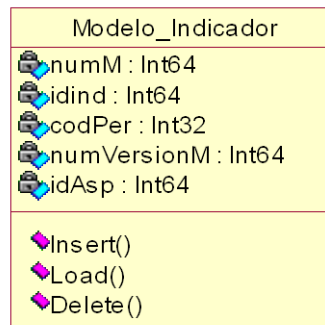 Modelo_Indicador
numM : Int64
idind : Int64
codPer : Int32
numVersionM : Int64
idAsp : Int64
Insert()
Load()
Delete()